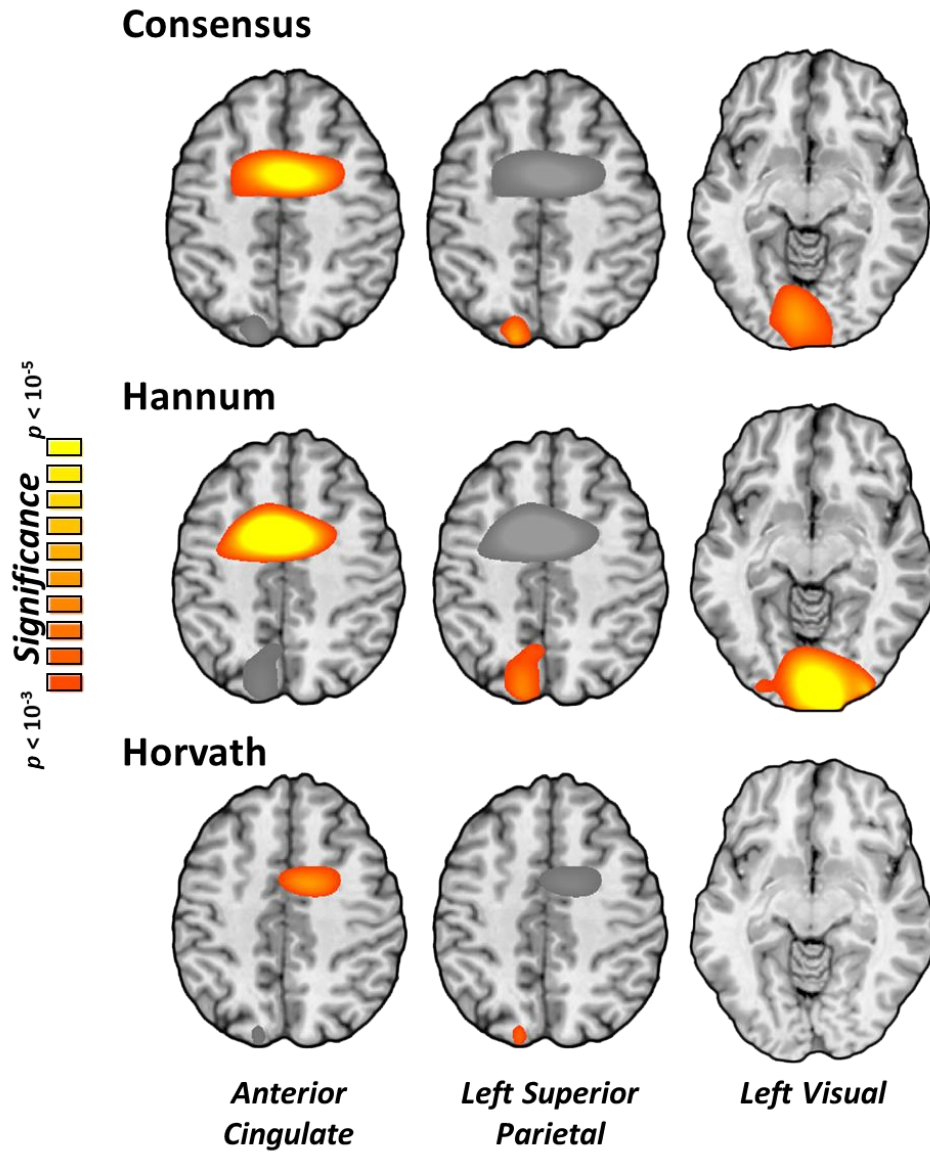 Consensus
Hannum
p < 10-5
Significance
p < 10-3
Horvath
Anterior
Cingulate
Left Superior
Parietal
Left Visual